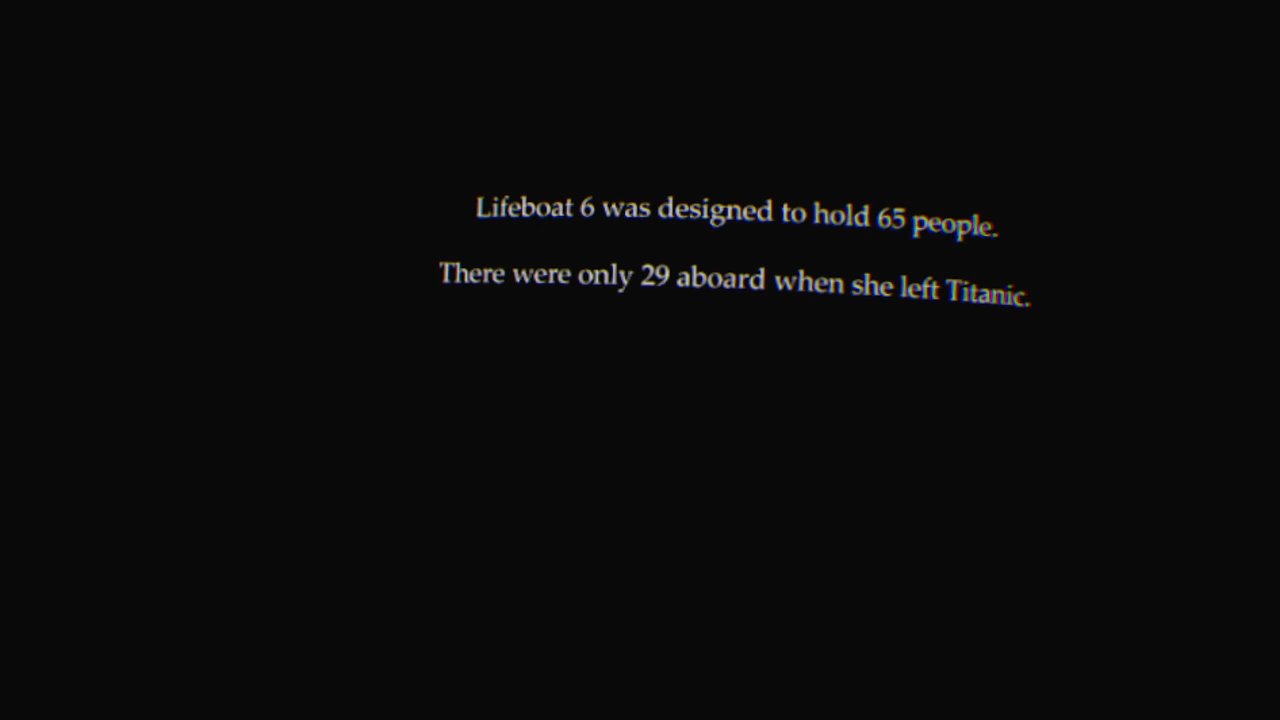 Lifeboat 6 was designed to hold 65 people.
There were only 29 aboard when she left Titanic.